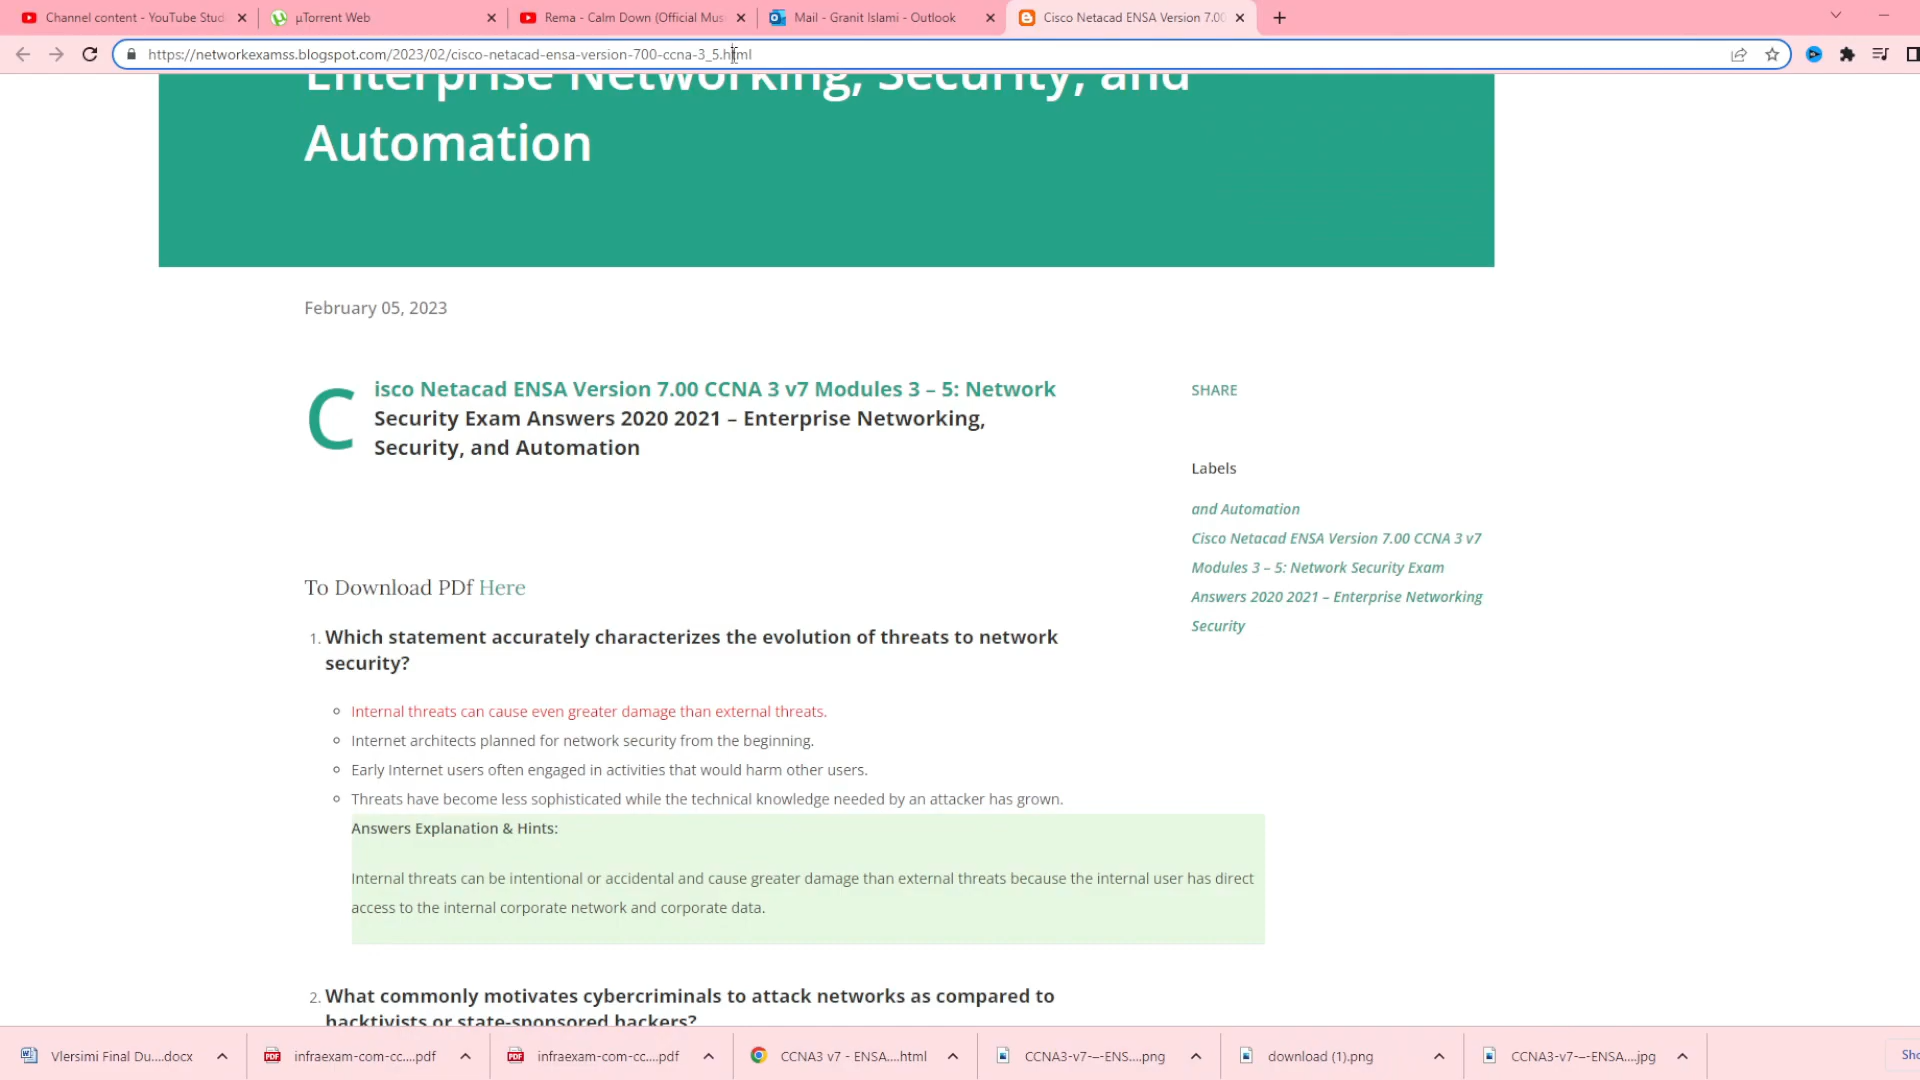 Channel content - YouTube Stud
µTorrent Web
Rema - Calm Down (Official Mus
Mail - Granit Islami - Outlook
Cisco Netacad ENSA Version 7.00
https://networkexamss.blogspot.com/2023/02/cisco-netacad-ensa-version-700-ccna-3_5.html
Enterprise Networking, Security, and
Automation
February 05, 2023
Cisco Netacad ENSA Version 7.00 CCNA 3 v7 Modules 3 – 5: Network
Security Exam Answers 2020 2021 – Enterprise Networking,
Security, and Automation
SHARE
Labels
and Automation
Cisco Netacad ENSA Version 7.00 CCNA 3 v7
Modules 3 – 5: Network Security Exam
Answers 2020 2021 – Enterprise Networking
Security
To Download PDf Here
1. Which statement accurately characterizes the evolution of threats to network
security?
Internal threats can cause even greater damage than external threats.
Internet architects planned for network security from the beginning.
Early Internet users often engaged in activities that would harm other users.
Threats have become less sophisticated while the technical knowledge needed by an attacker has grown.
Answers Explanation & Hints:
Internal threats can be intentional or accidental and cause greater damage than external threats because the internal user has direct
access to the internal corporate network and corporate data.
2. What commonly motivates cybercriminals to attack networks as compared to
hacktivists or state-sponsored hackers?
Vlersimi Final Du....docx
infraexam-com-cc....pdf
infraexam-com-cc....pdf
CCNA3 v7 - ENSA....html
CCNA3-v7-–-ENS....png
download (1).png
CCNA3-v7-–-ENSA....jpg
Sho